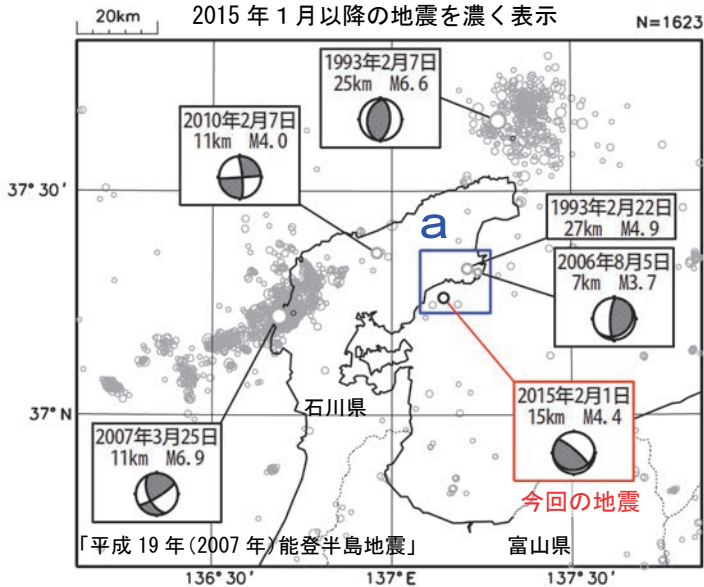 20km
2015年1月以降の地震を濃く表示
N=1623
1993年2月7日
25km M6.6
2010年2月7日
11km M4.0
37°30′
a
1993年2月22日
27km M4.9
2006年8月5日
7km M3.7
石川県
37°N
2015年2月1日
15km M4.4
2007年3月25日
11km M6.9
今回の地震
「平成19年(2007年)能登半島地震」
富山県
136°30′
137°E
137°30′